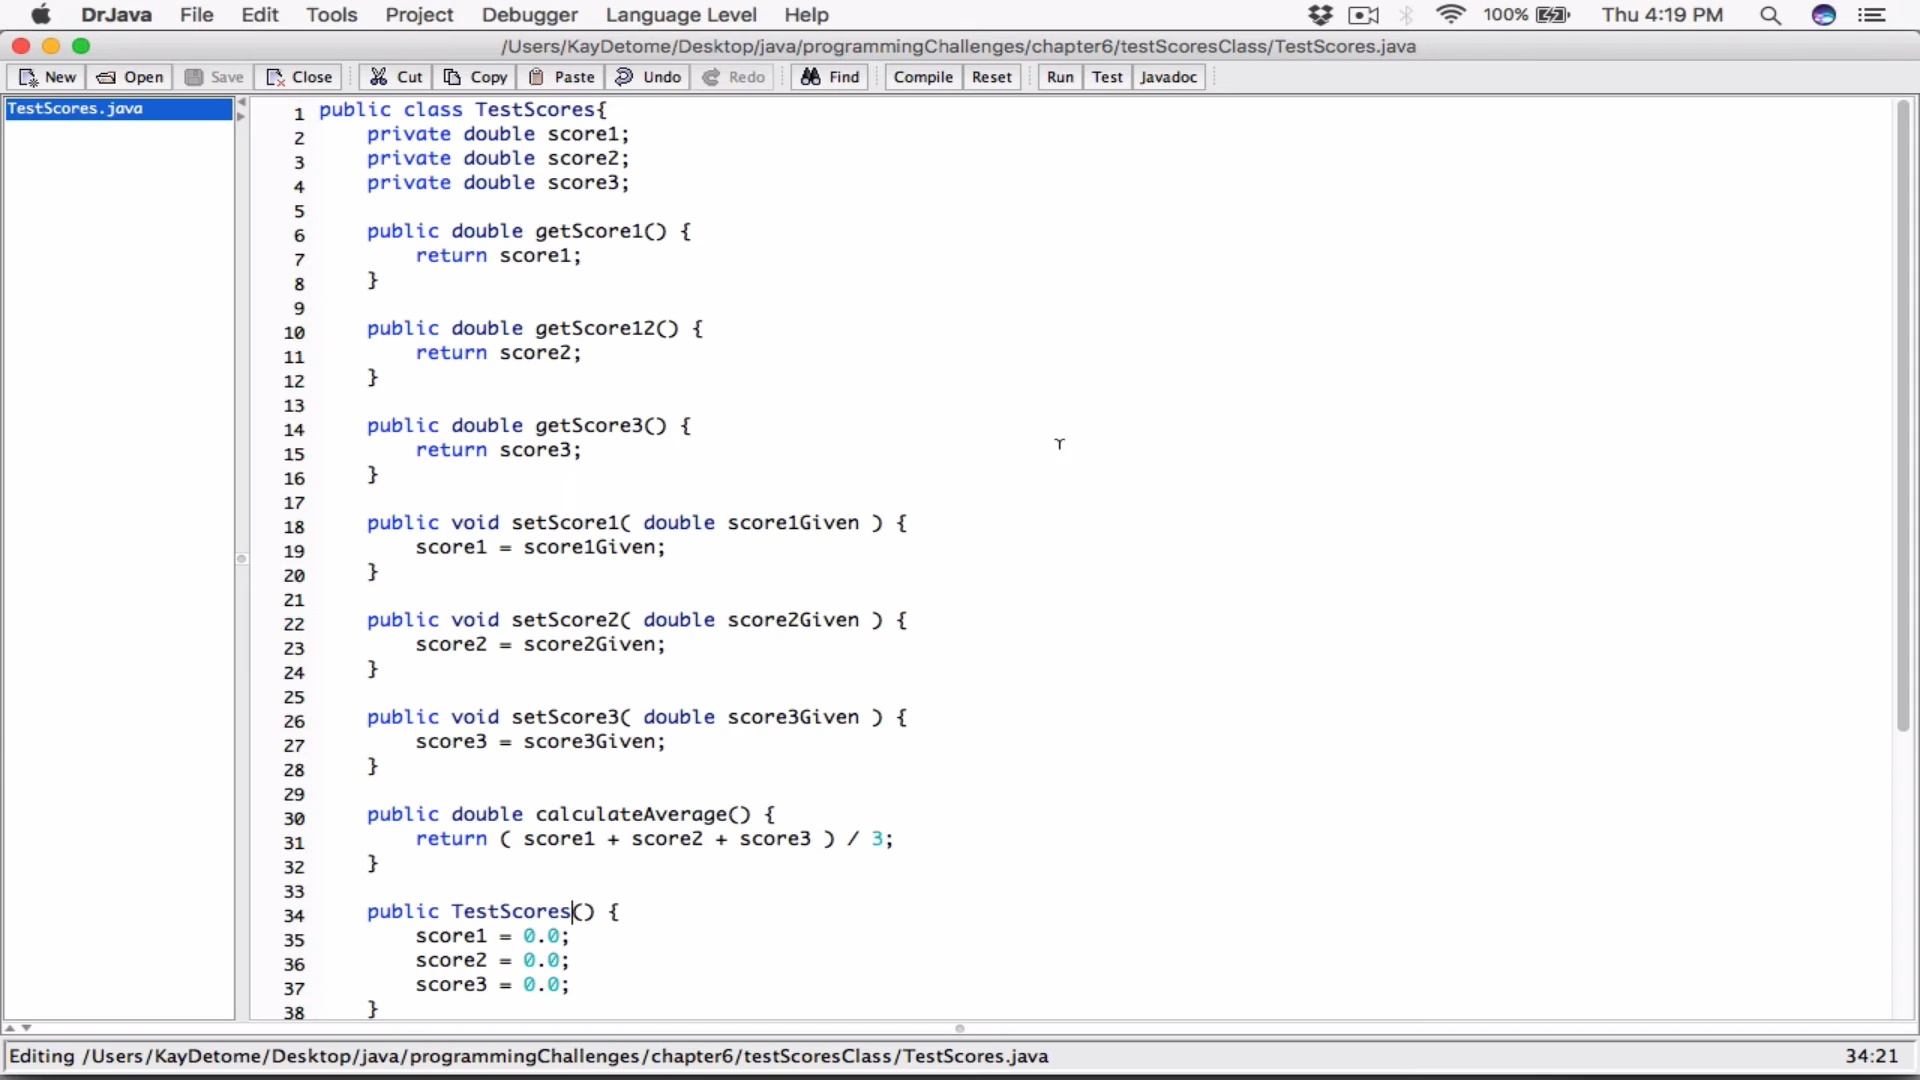 DrJava File Edit Tools Project Debugger Language Level Help 100% Thu 4:19 PM
/Users/KayDetome/Desktop/java/programmingChallenges/chapter6/testScoresClass/TestScores.java
New Open Save Close Cut Copy Paste Undo Redo Find Compile Reset Run Test Javadoc
TestScores.java
1 public class TestScores{
2 private double score1;
3 private double score2;
4 private double score3;
5
6 public double getScore1() {
7 return score1;
8 }
9
10 public double getScore12() {
11 return score2;
12 }
13
14 public double getScore3() {
15 return score3;
16 }
17
18 public void setScore1( double score1Given ) {
19 score1 = score1Given;
20 }
21
22 public void setScore2( double score2Given ) {
23 score2 = score2Given;
24 }
25
26 public void setScore3( double score3Given ) {
27 score3 = score3Given;
28 }
29
30 public double calculateAverage() {
31 return ( score1 + score2 + score3 ) / 3;
32 }
33
34 public TestScores() {
35 score1 = 0.0;
36 score2 = 0.0;
37 score3 = 0.0;
38 }
Editing /Users/KayDetome/Desktop/java/programmingChallenges/chapter6/testScoresClass/TestScores.java 34:21